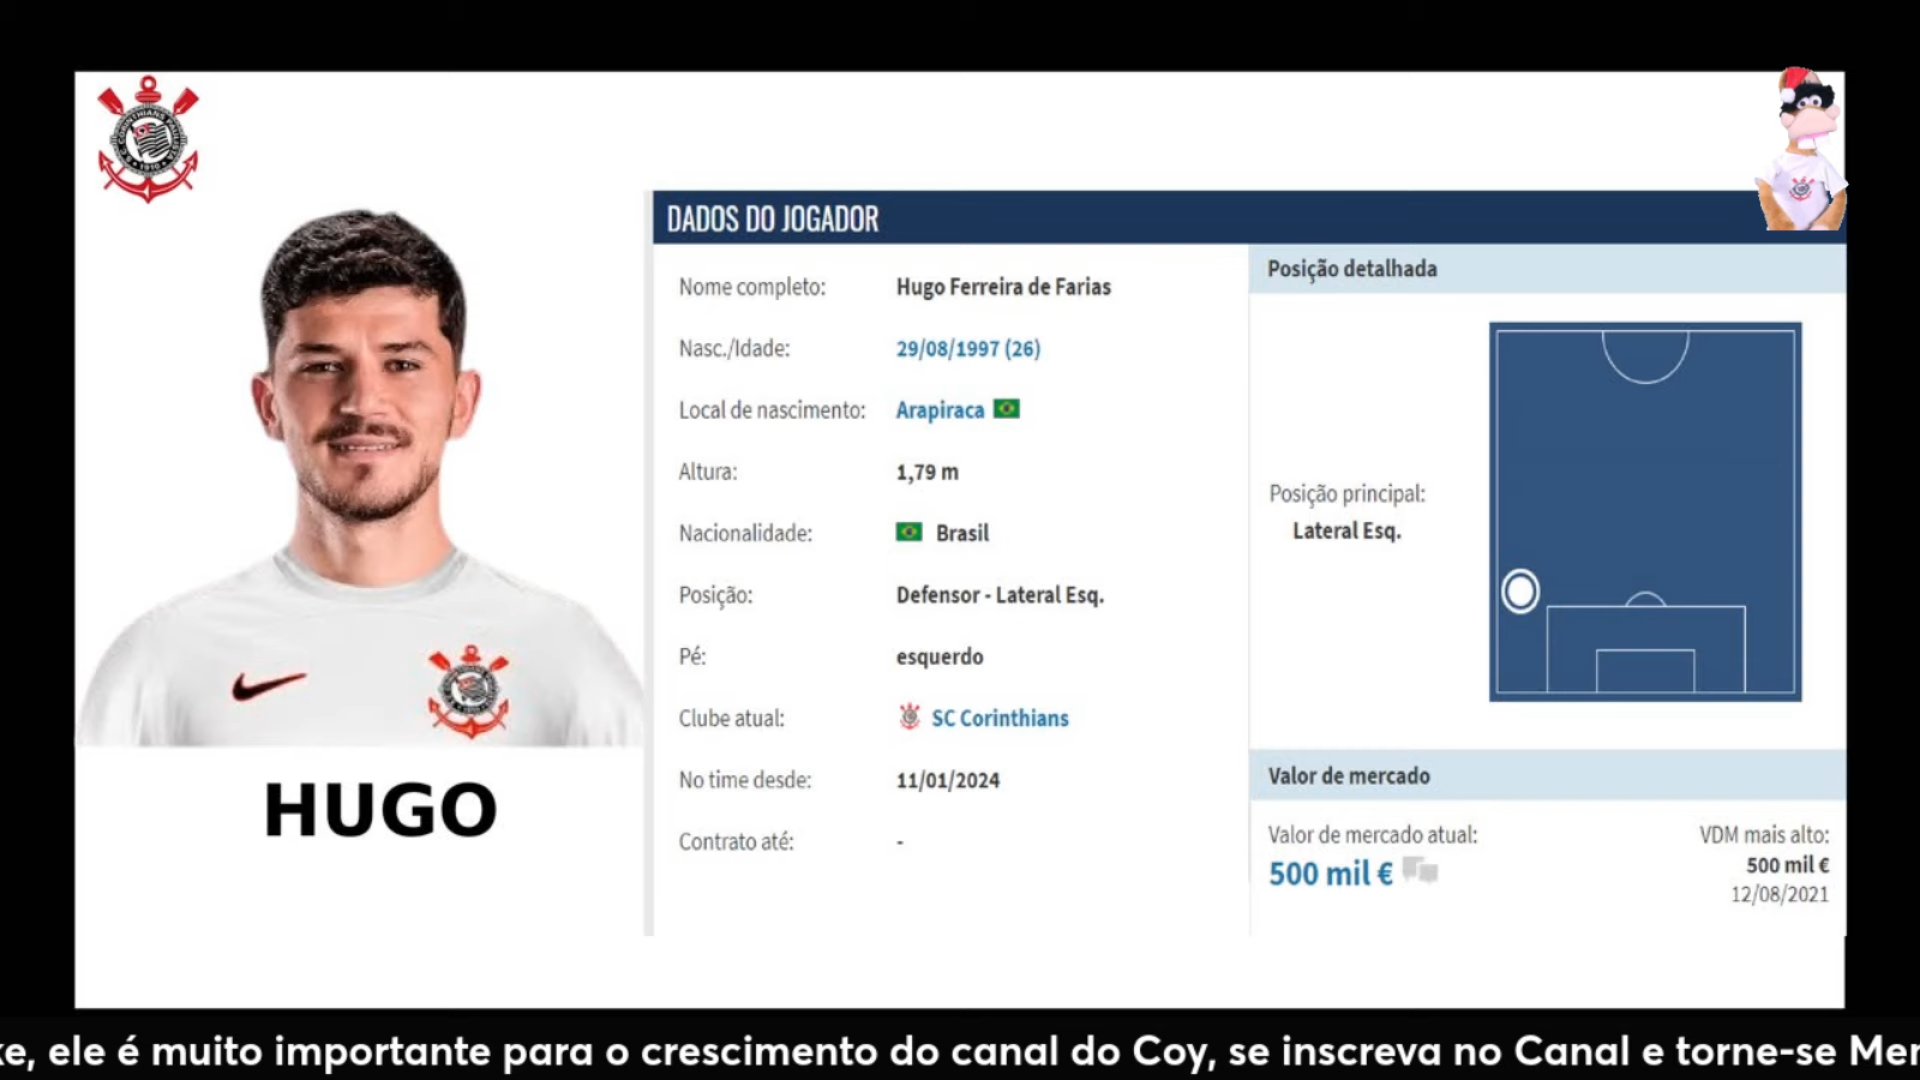 DADOS DO JOGADOR
Nome completo: Hugo Ferreira de Farias
Nasc./Idade: 29/08/1997 (26)
Local de nascimento: Arapiraca
Altura: 1,79 m
Nacionalidade: Brasil
Posição: Defensor - Lateral Esq.
Pé: esquerdo
Clube atual: SC Corinthians
No time desde: 11/01/2024
Contrato até: -
HUGO
Posição detalhada
Posição principal:
Lateral Esq.
Valor de mercado
Valor de mercado atual:
500 mil €
VDM mais alto:
500 mil €
12/08/2021
ele é muito importante para o crescimento do canal do Coy, se inscreva no Canal e torne-se